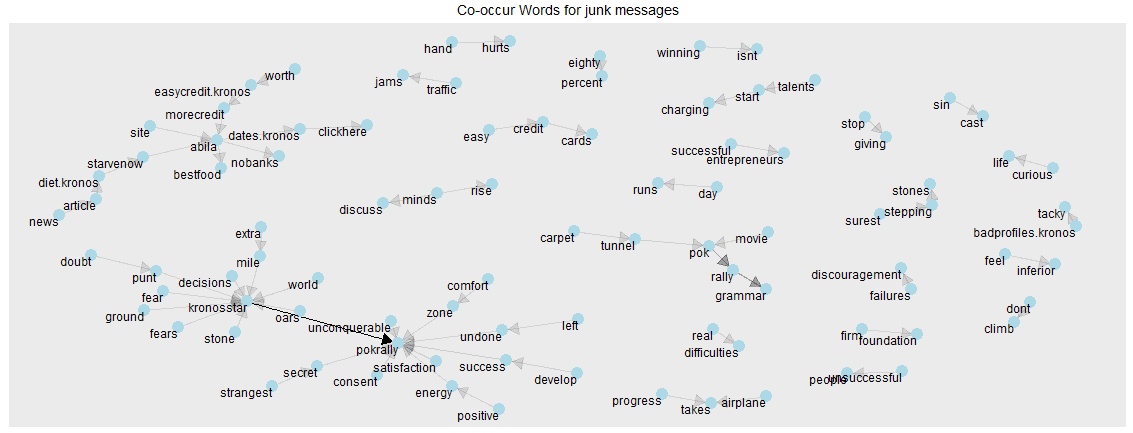 Co-occur Words for junk messages
hand
hurts
winning
isnt
eighty
worth
jams
percent
easycredit.kronos
traffic
talents
start
morecredit
charging
sin
site
dates.kronos
clickhere
easy
credit
cards
stop
cast
abila
giving
starvenow
nobanks
successful
entrepreneurs
life
bestfood
curious
diet.kronos
rise
runs
day
stones
article
minds
discuss
surest
stepping
tacky
news
badprofiles.kronos
extra
carpet
tunnel
pok
movie
doubt
mile
feel
inferior
punt
decisions
world
rally
discouragement
fear
comfort
grammar
failures
kronosstar
dont
ground
oars
zone
fears
unconquerable
left
climb
stone
undone
real
firm
foundation
pokrally
difficulties
secret
satisfaction
success
consent
develop
people
unsuccessful
strangest
energy
progress
takes
airplane
positive